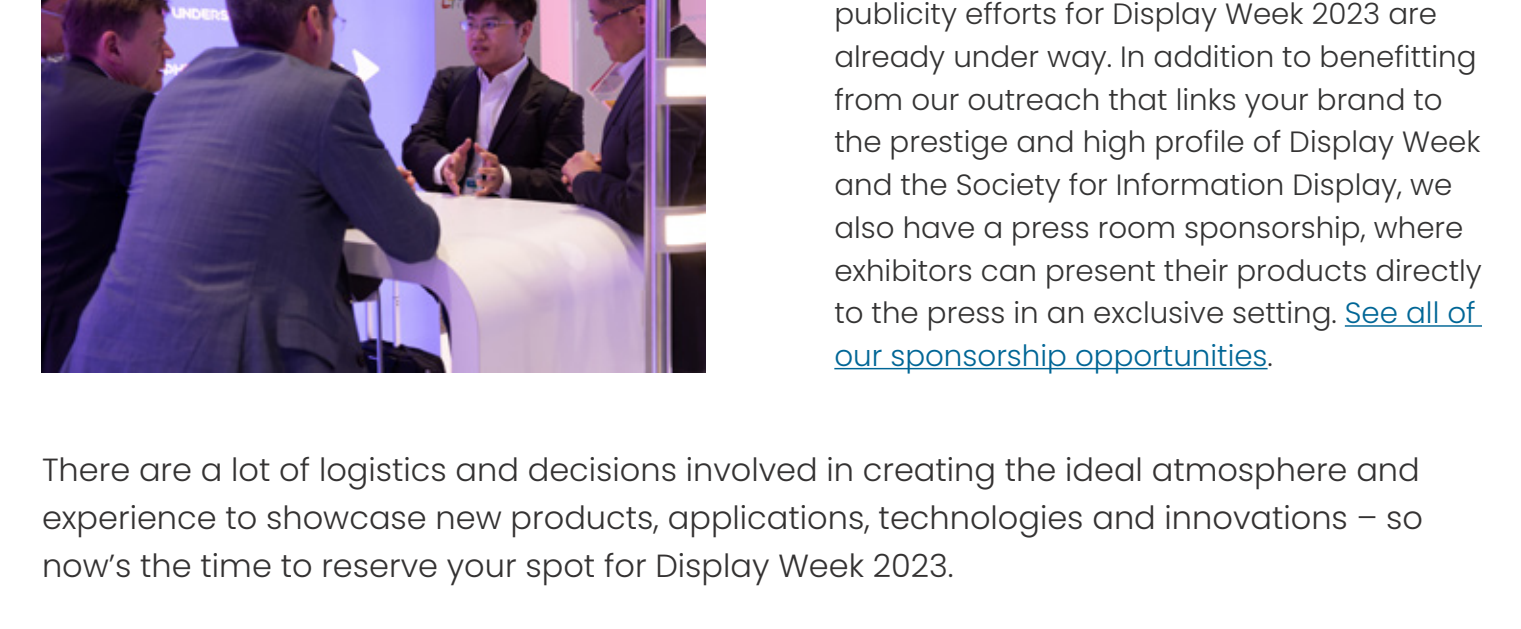 UNDERS
publicity efforts for Display Week 2023 are
already under way. In addition to benefitting
from our outreach that links your brand to
the prestige and high profile of Display Week
and the Society for Information Display, we
also have a press room sponsorship, where
exhibitors can present their products directly
to the press in an exclusive setting. See all of
our sponsorship opportunities.
There are a lot of logistics and decisions involved in creating the ideal atmosphere and
experience to showcase new products, applications, technologies and innovations – so
now’s the time to reserve your spot for Display Week 2023.